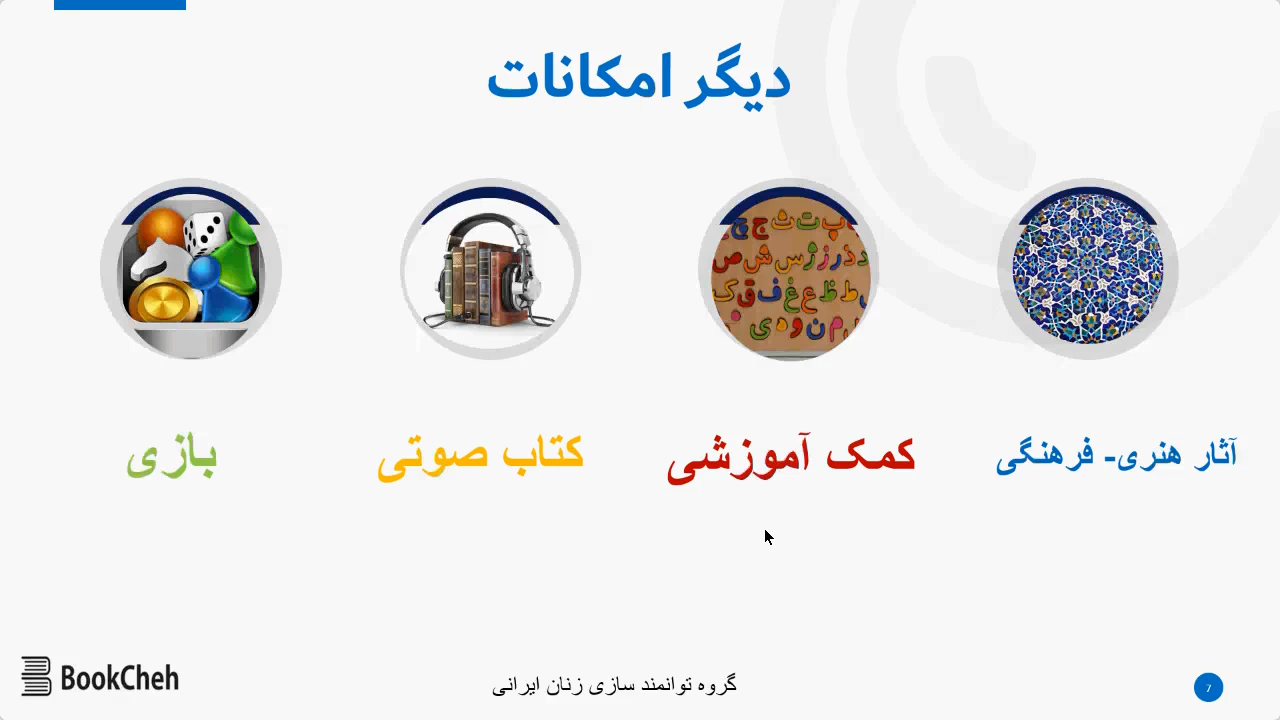 دیگر امکانات
آثار هنری- فرهنگی
کمک آموزشی
کتاب صوتی
بازی
BookCheh
گروه توانمند سازی زنان ایرانی
7